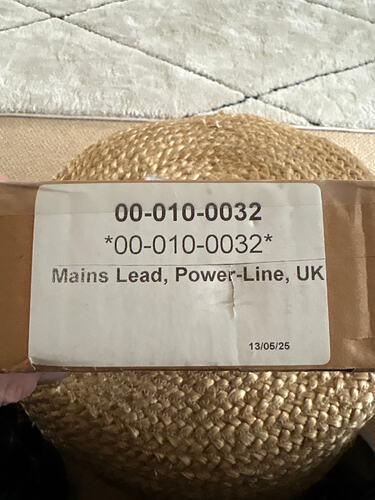 00-010-0032
*00-010-0032*
Mains Lead, Power-Line, UK
13/05/25